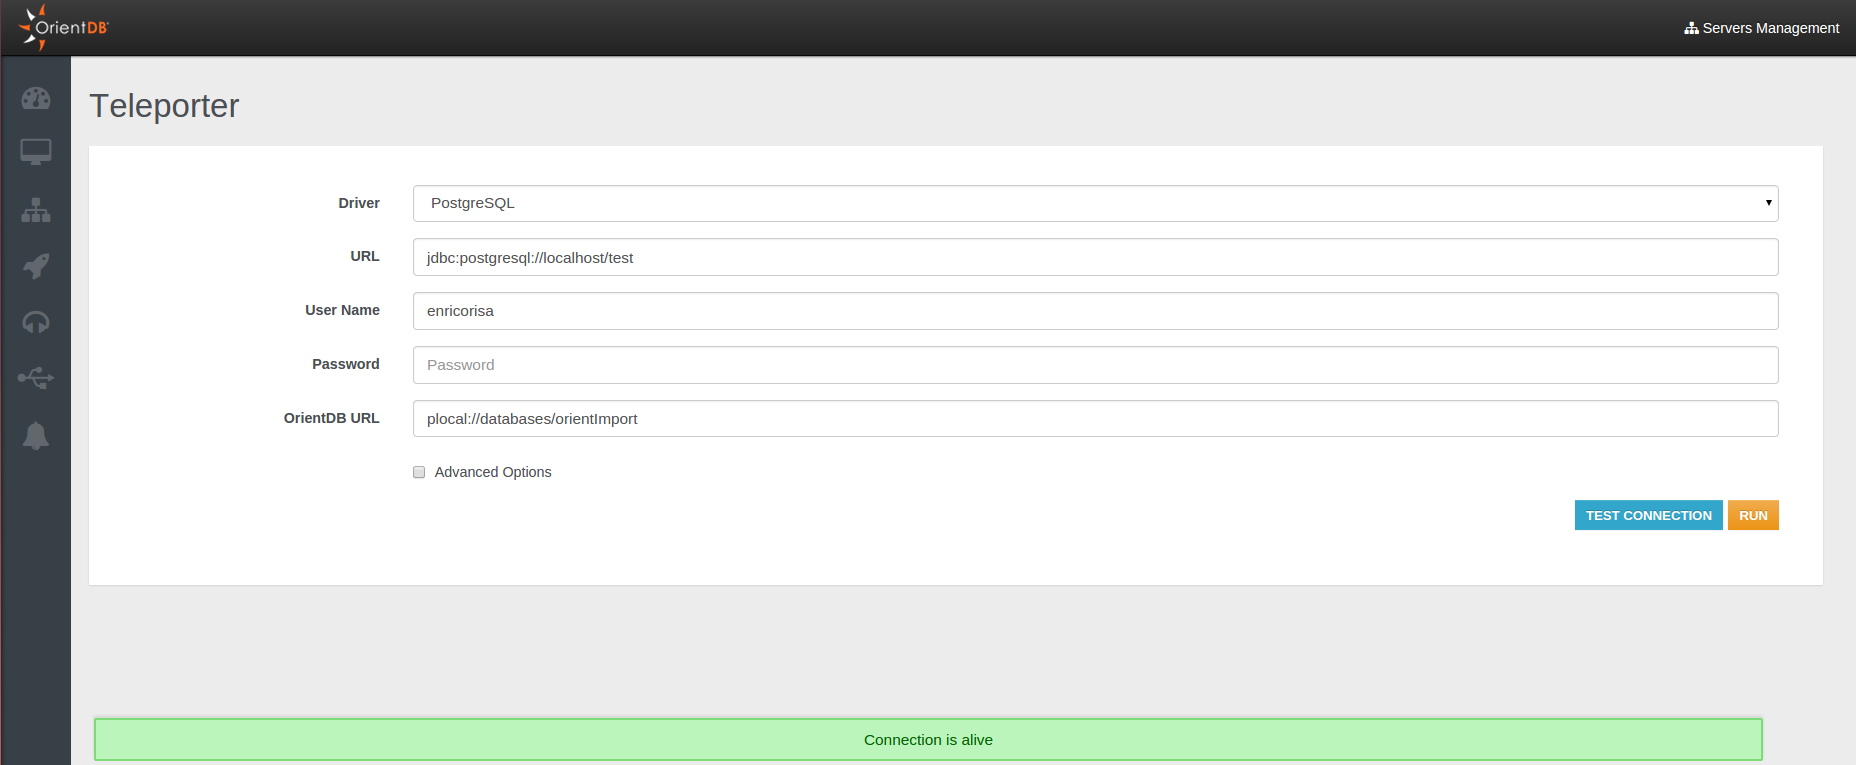 OrientDB
Servers Management
Teleporter
Driver PostgreSQL
URL jdbc:postgresql://localhost/test
User Name enricorisa
Password Password
OrientDB URL plocal://databases/orientImport
Advanced Options
TEST CONNECTION RUN
Connection is alive